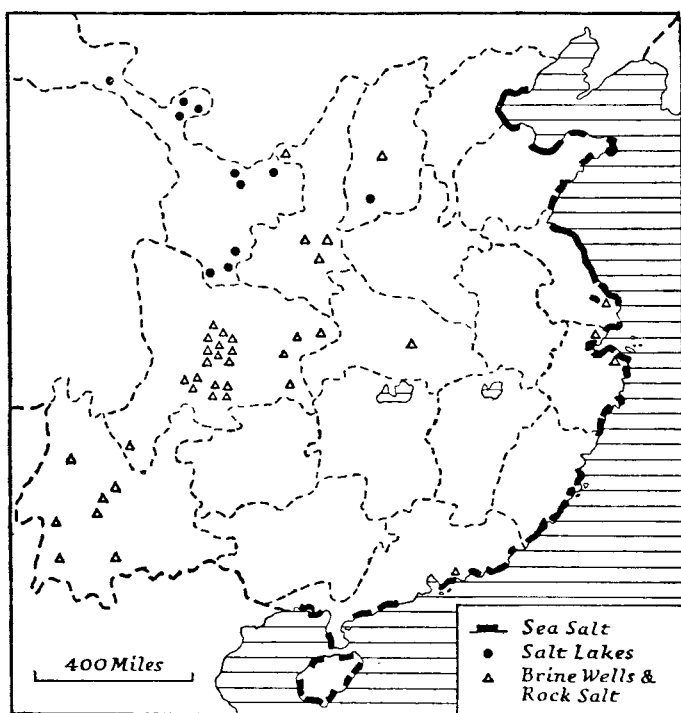 400 Miles
Sea Salt
Salt Lakes
Brine Wells &
Rock Salt